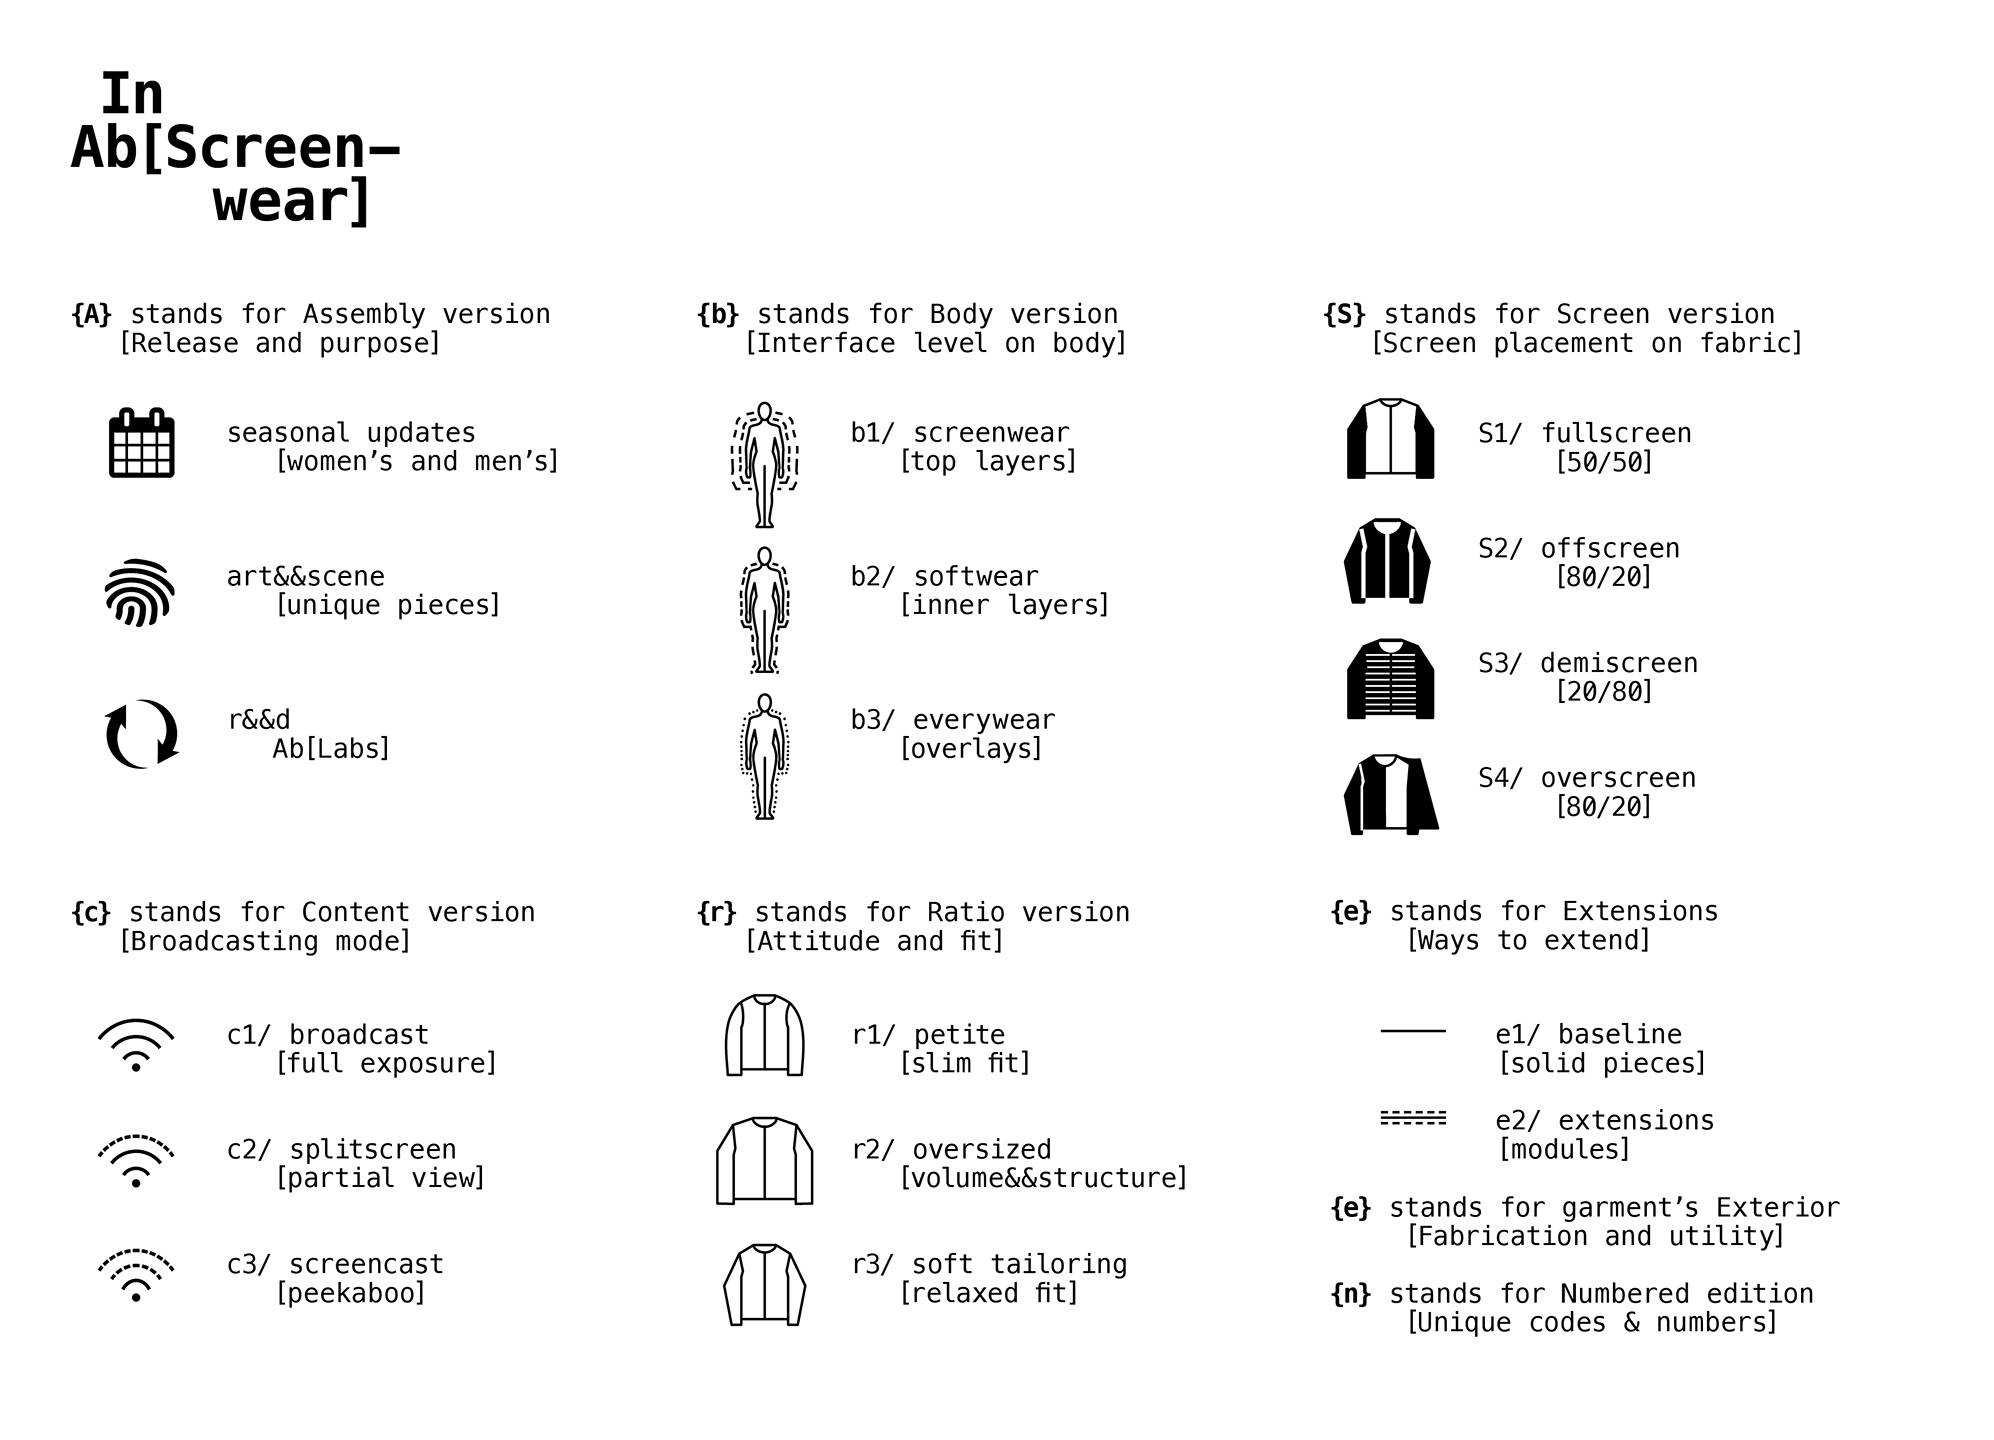 In
Ab[Screen–
wear]
{A} stands for Assembly version
[Release and purpose]
seasonal updates
[women’s and men’s]
art&&scene
[unique pieces]
r&&d
Ab[Labs]
{b} stands for Body version
[Interface level on body]
b1/ screenwear
[top layers]
b2/ softwear
[inner layers]
b3/ everywear
[overlays]
{S} stands for Screen version
[Screen placement on fabric]
S1/ fullscreen
[50/50]
S2/ offscreen
[80/20]
S3/ demiscreen
[20/80]
S4/ overscreen
[80/20]
{c} stands for Content version
[Broadcasting mode]
c1/ broadcast
[full exposure]
c2/ splitscreen
[partial view]
c3/ screencast
[peekaboo]
{r} stands for Ratio version
[Attitude and fit]
r1/ petite
[slim fit]
r2/ oversized
[volume&&structure]
r3/ soft tailoring
[relaxed fit]
{e} stands for Extensions
[Ways to extend]
e1/ baseline
[solid pieces]
e2/ extensions
[modules]
{e} stands for garment’s Exterior
[Fabrication and utility]
{n} stands for Numbered edition
[Unique codes & numbers]